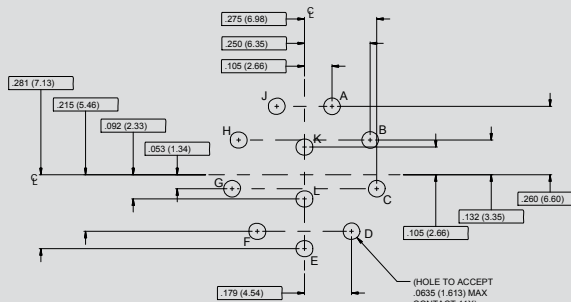 .275 (6.98)
℄
.250 (6.35)
.105 (2.66)
.281 (7.13)
.215 (5.46)
.092 (2.33)
.053 (1.34)
J
A
H
B
K
℄
G
C
L
.260 (6.60)
.132 (3.35)
.105 (2.66)
F
D
E
.179 (4.54)
(HOLE TO ACCEPT
.0635 (1.613) MAX